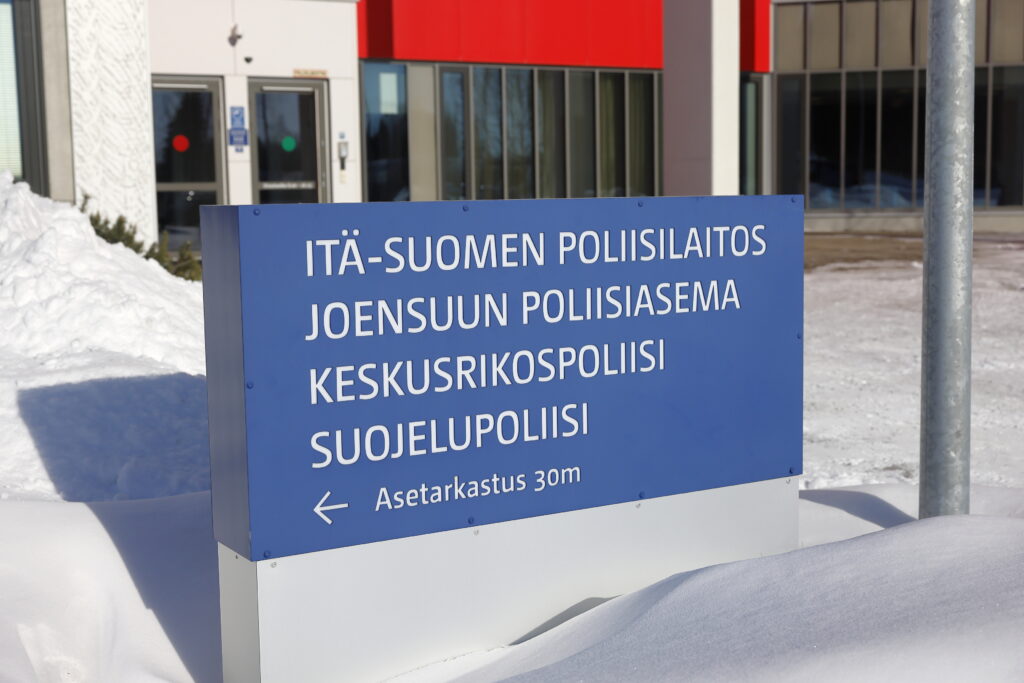 ITÄ-SUOMEN POLIISILAITOS
JOENSUUN POLIISIASEMA
KESKUSRIKOSPOLIISI
SUOJELUPOLIISI
← Asetarkastus 30m